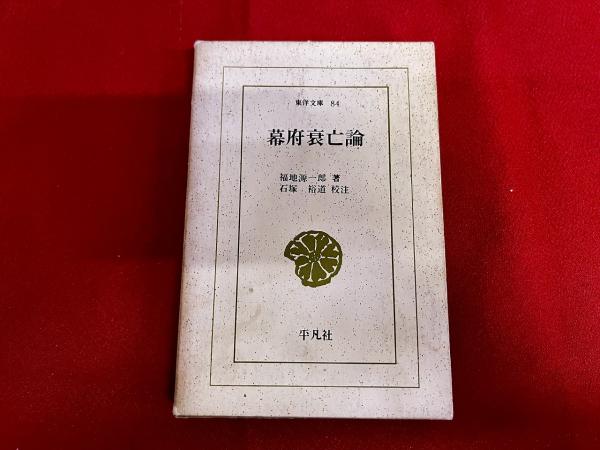 東洋文庫 84
幕府衰亡論
福地源一郎 著
石塚 裕道 校注
平凡社